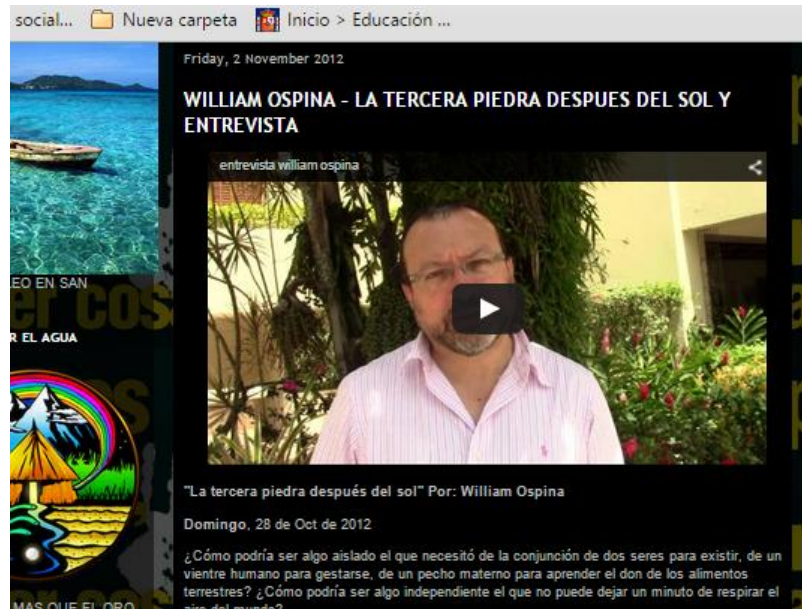 social... Nueva carpeta Inicio > Educación ...
Friday, 2 November 2012
WILLIAM OSPINA - LA TERCERA PIEDRA DESPUES DEL SOL Y
ENTREVISTA
entrevista william ospina
LEO EN SAN
R EL AGUA
MAS QUE EL ORO
"La tercera piedra después del sol" Por: William Ospina
Domingo, 28 de Oct de 2012
¿Cómo podría ser algo aislado el que necesitó de la conjunción de dos seres para existir, de un
vientre humano para gestarse, de un pecho materno para aprender el don de los alimentos
terrestres? ¿Cómo podría ser algo independiente el que no puede dejar un minuto de respirar el
aire del mundo?